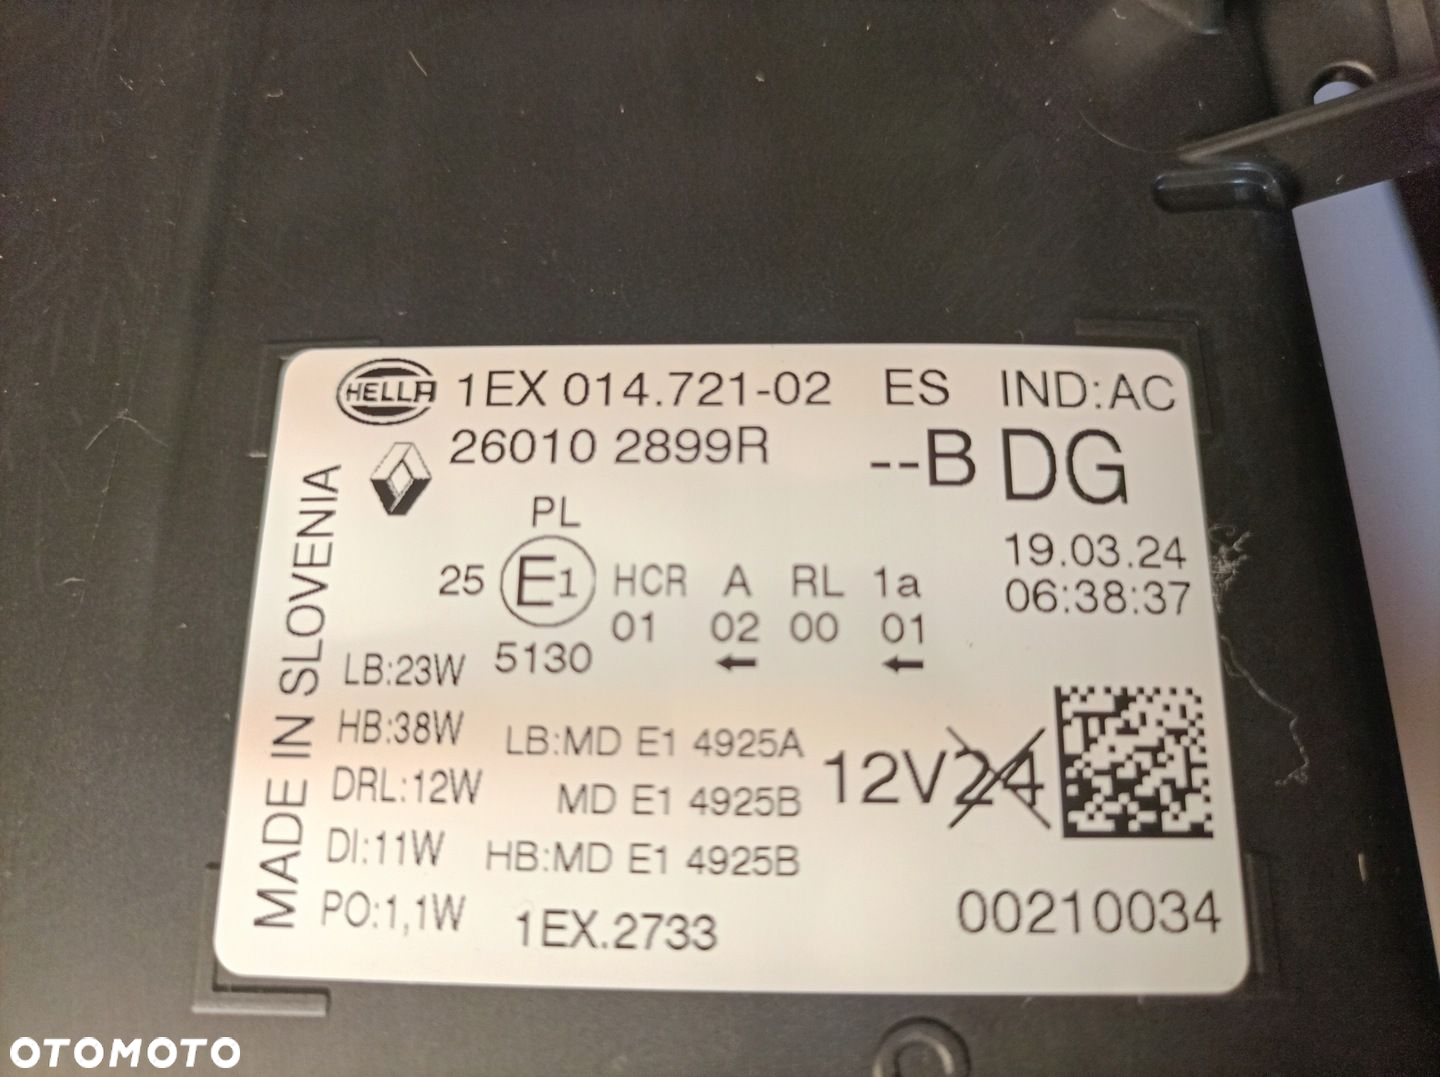 HELLA 1EX 014.721-02 ES IND:AC
26010 2899R --B DG
MADE IN SLOVENIA
PL
19.03.24
25 E1 HCR A RL 1a
06:38:37
01 02 00 01
5130 ← ←
LB:23W
HB:38W LB:MD E1 4925A
12V24
DRL:12W MD E1 4925B
DI:11W HB:MD E1 4925B
PO:1,1W 1EX.2733 00210034
OTOMOTO